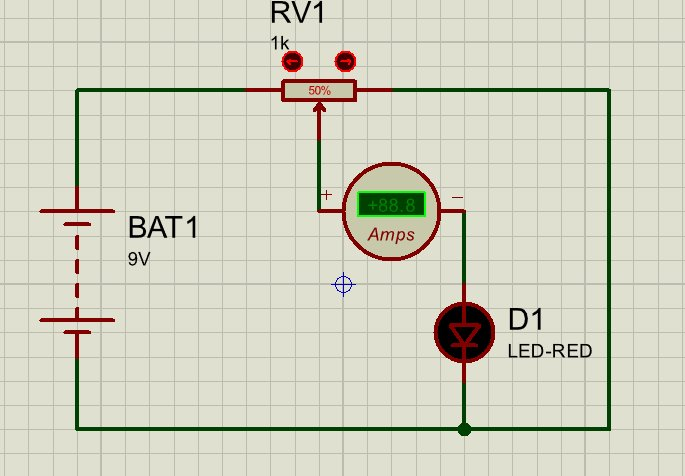 RV1
1k
50%
+88.8
Amps
+
−
BAT1
9V
D1
LED-RED